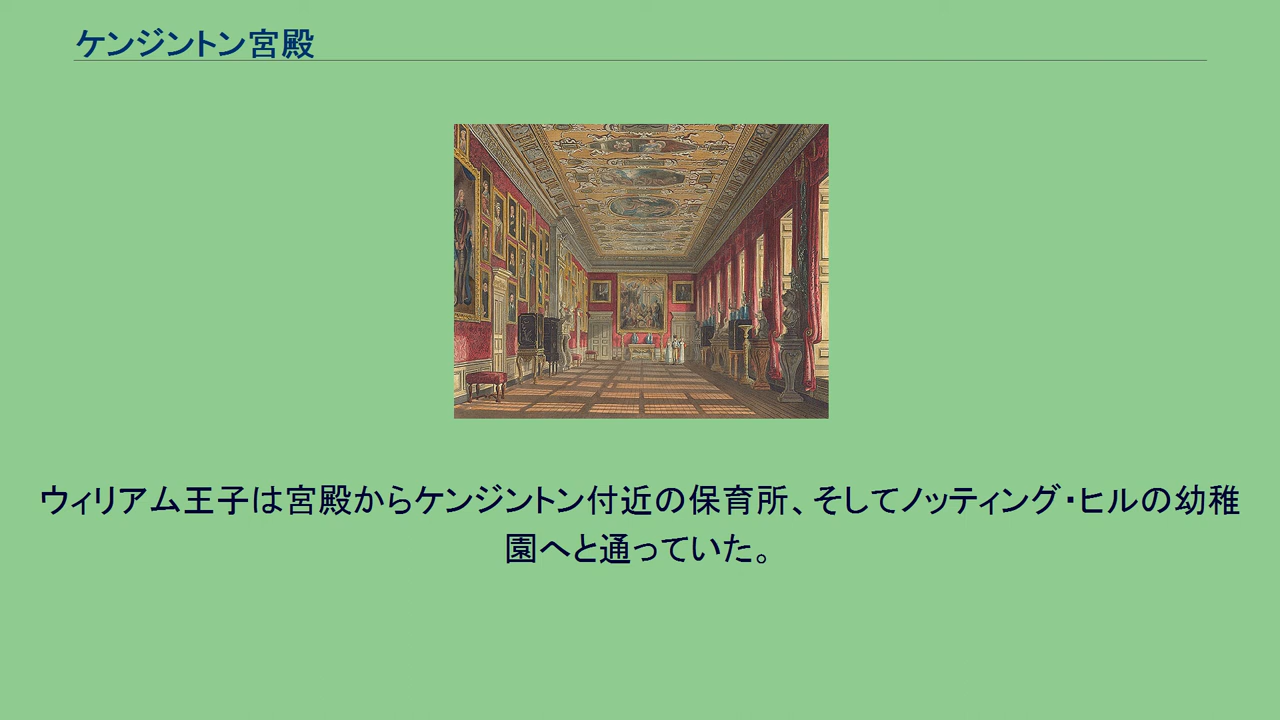 ケンジントン宮殿
ウィリアム王子は宮殿からケンジントン付近の保育所、そしてノッティング・ヒルの幼稚
園へと通っていた。